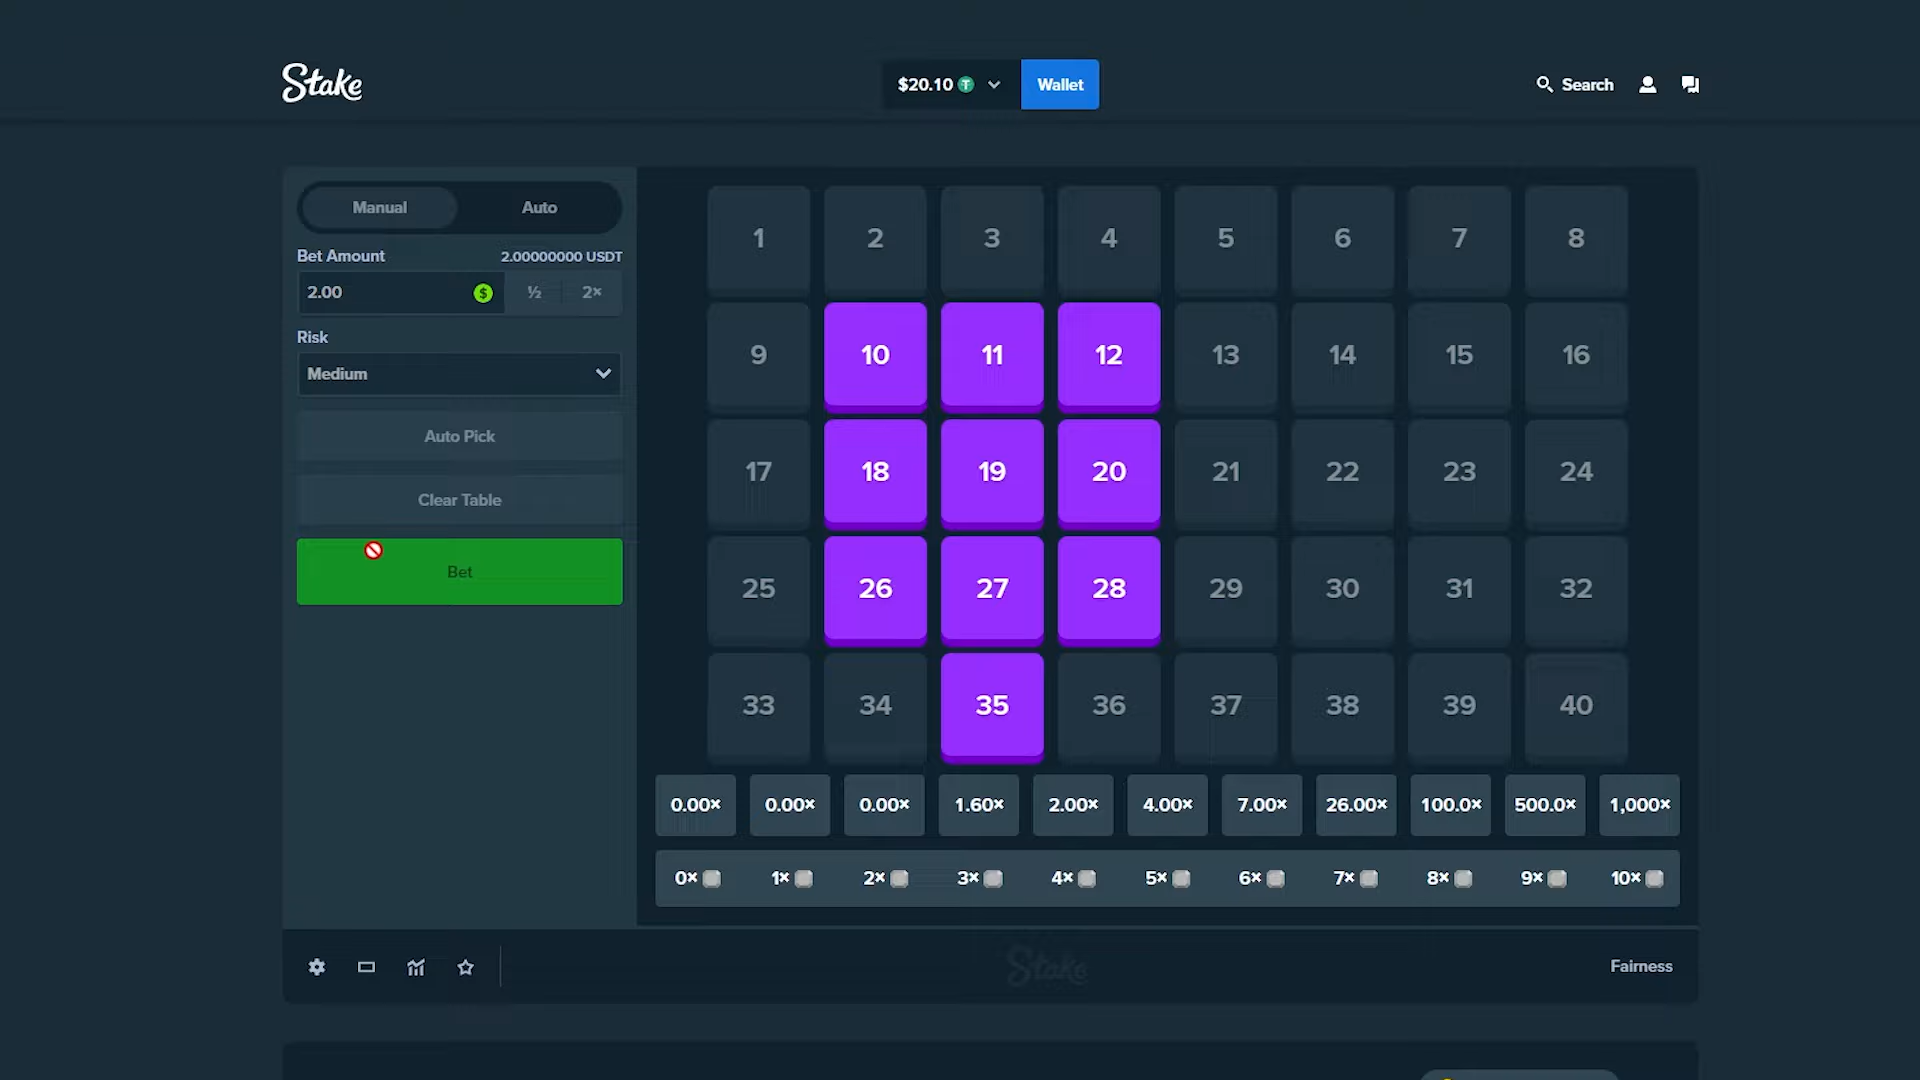 Stake
$20.10
Wallet
Search
Manual
Auto
Bet Amount
2.00000000 USDT
2.00
½
2×
Risk
Medium
Auto Pick
Clear Table
Bet
1 2 3 4 5 6 7 8
9 10 11 12 13 14 15 16
17 18 19 20 21 22 23 24
25 26 27 28 29 30 31 32
33 34 35 36 37 38 39 40
0.00× 0.00× 0.00× 1.60× 2.00× 4.00× 7.00× 26.00× 100.0× 500.0× 1,000×
0× 1× 2× 3× 4× 5× 6× 7× 8× 9× 10×
Stake
Fairness